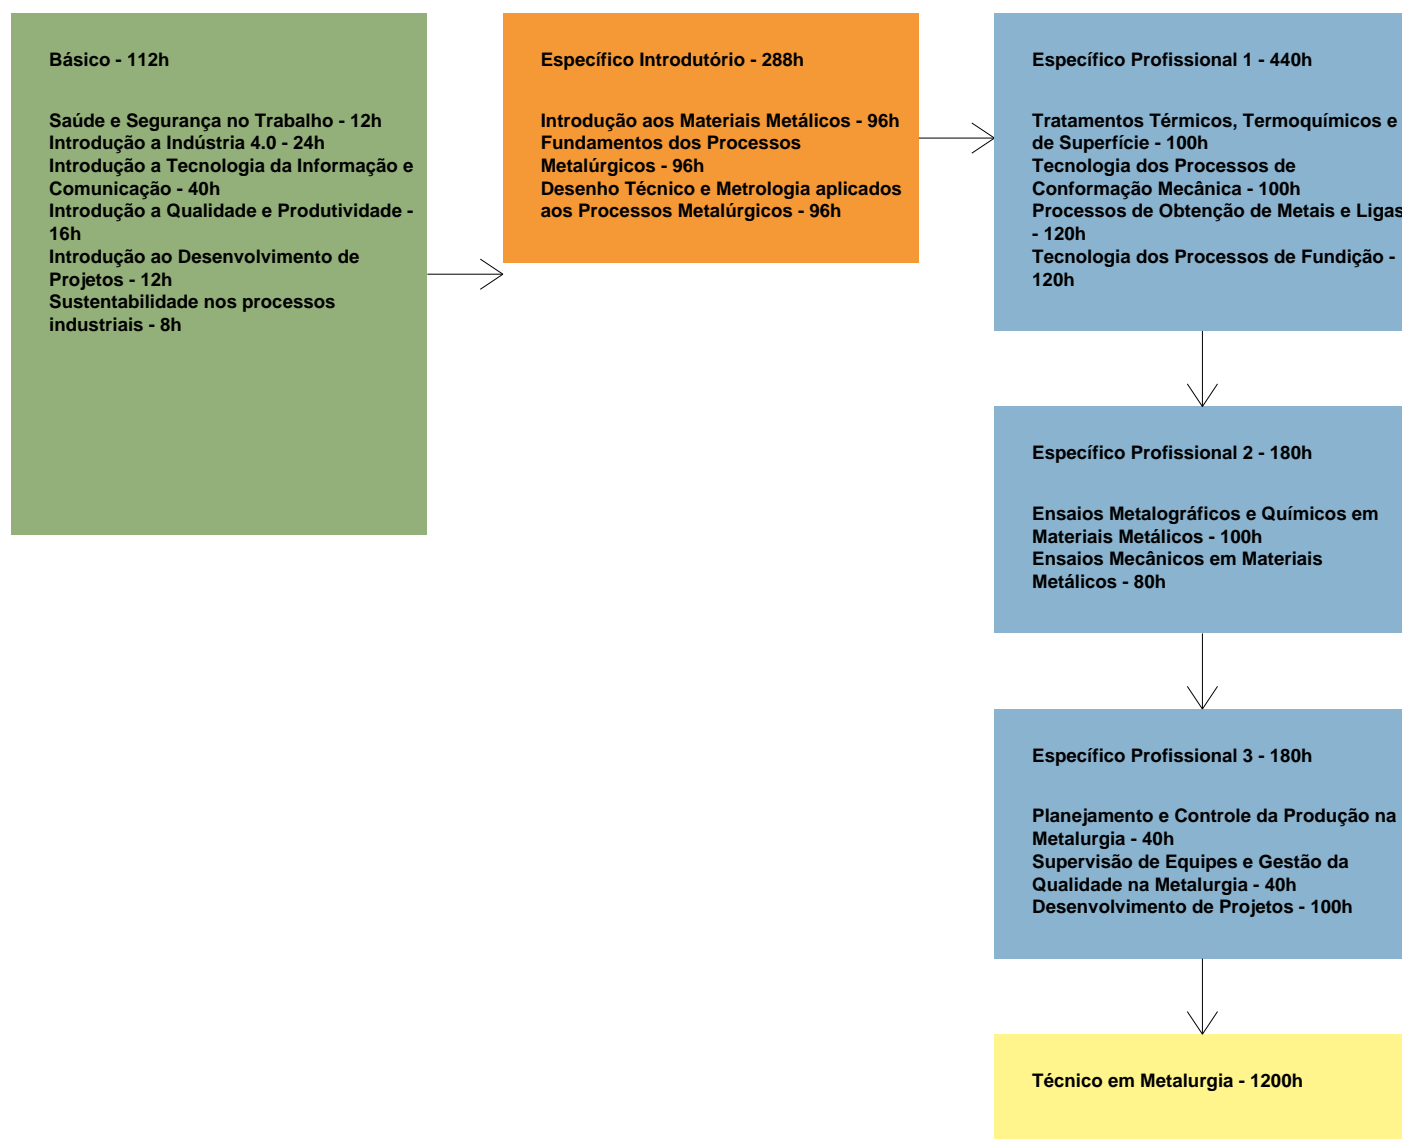 Básico - 112h
Saúde e Segurança no Trabalho - 12h
Introdução a Indústria 4.0 - 24h
Introdução a Tecnologia da Informação e
Comunicação - 40h
Introdução a Qualidade e Produtividade -
16h
Introdução ao Desenvolvimento de
Projetos - 12h
Sustentabilidade nos processos
industriais - 8h
Específico Introdutório - 288h
Introdução aos Materiais Metálicos - 96h
Fundamentos dos Processos
Metalúrgicos - 96h
Desenho Técnico e Metrologia aplicados
aos Processos Metalúrgicos - 96h
Específico Profissional 1 - 440h
Tratamentos Térmicos, Termoquímicos e
de Superfície - 100h
Tecnologia dos Processos de
Conformação Mecânica - 100h
Processos de Obtenção de Metais e Ligas
- 120h
Tecnologia dos Processos de Fundição -
120h
Específico Profissional 2 - 180h
Ensaios Metalográficos e Químicos em
Materiais Metálicos - 100h
Ensaios Mecânicos em Materiais
Metálicos - 80h
Específico Profissional 3 - 180h
Planejamento e Controle da Produção na
Metalurgia - 40h
Supervisão de Equipes e Gestão da
Qualidade na Metalurgia - 40h
Desenvolvimento de Projetos - 100h
Técnico em Metalurgia - 1200h